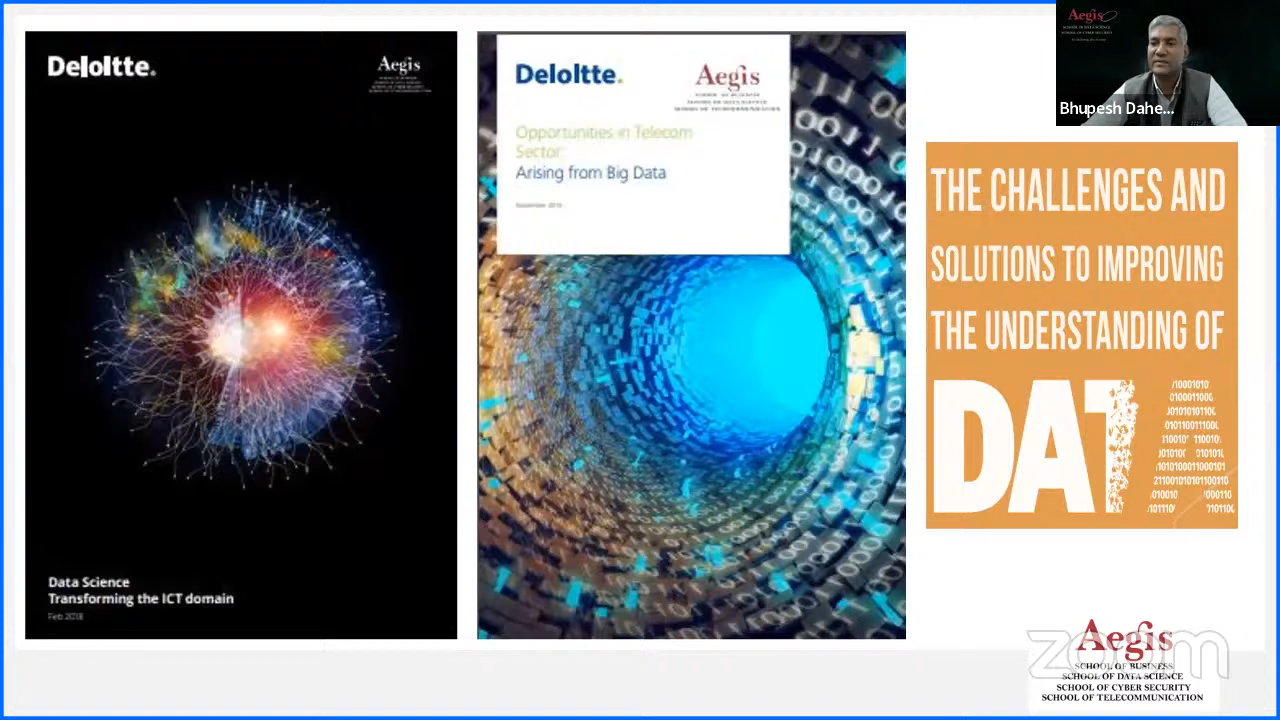 Deloitte.
Aegis
Data Science
Transforming the ICT domain
Feb 2018
Deloitte.
Aegis
Opportunities in Telecom
Sector:
Arising from Big Data
Aegis
Bhupesh Dahe...
THE CHALLENGES AND
SOLUTIONS TO IMPROVING
THE UNDERSTANDING OF
DATA
zoom
Aegis
SCHOOL OF BUSINESS
SCHOOL OF DATA SCIENCE
SCHOOL OF CYBER SECURITY
SCHOOL OF TELECOMMUNICATION